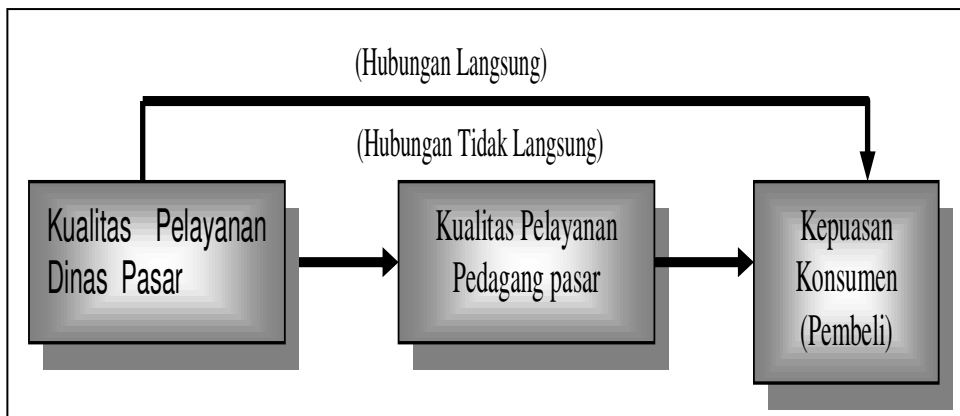 (Hubungan Langsung)
(Hubungan Tidak Langsung)
Kualitas Pelayanan
Dinas Pasar
Kualitas Pelayanan
Pedagang pasar
Kepuasan
Konsumen
(Pembeli)